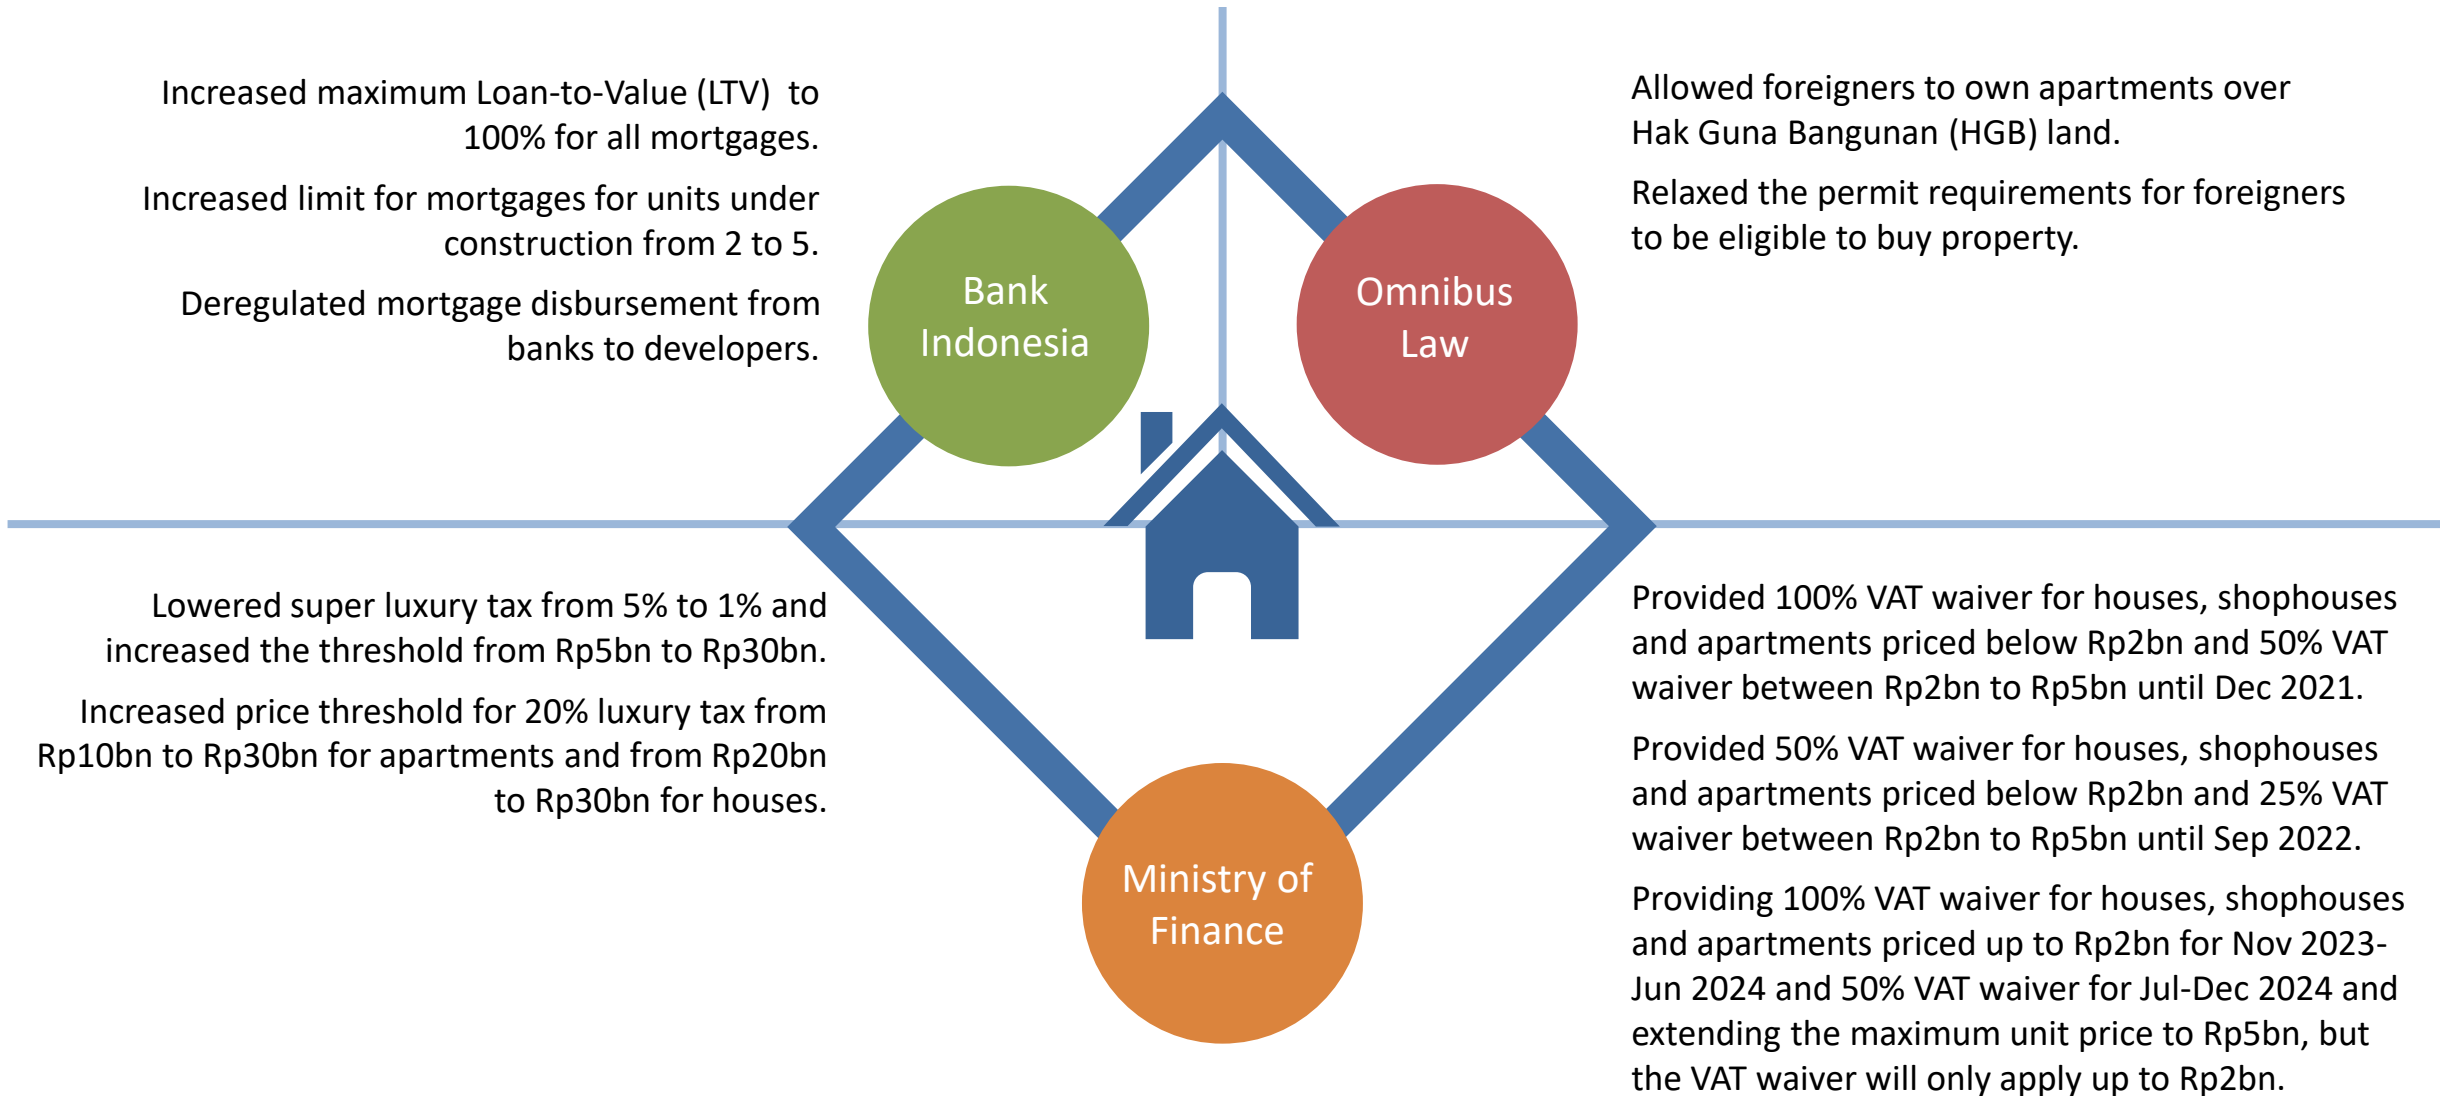 Increased maximum Loan-to-Value (LTV)  to
100% for all mortgages.
Increased limit for mortgages for units under
construction from 2 to 5.
Deregulated mortgage disbursement from
banks to developers.
Bank
Indonesia
Omnibus
Law
Allowed foreigners to own apartments over
Hak Guna Bangunan (HGB) land.
Relaxed the permit requirements for foreigners
to be eligible to buy property.
Lowered super luxury tax from 5% to 1% and
increased the threshold from Rp5bn to Rp30bn.
Increased price threshold for 20% luxury tax from
Rp10bn to Rp30bn for apartments and from Rp20bn
to Rp30bn for houses.
Ministry of
Finance
Provided 100% VAT waiver for houses, shophouses
and apartments priced below Rp2bn and 50% VAT
waiver between Rp2bn to Rp5bn until Dec 2021.
Provided 50% VAT waiver for houses, shophouses
and apartments priced below Rp2bn and 25% VAT
waiver between Rp2bn to Rp5bn until Sep 2022.
Providing 100% VAT waiver for houses, shophouses
and apartments priced up to Rp2bn for Nov 2023-
Jun 2024 and 50% VAT waiver for Jul-Dec 2024 and
extending the maximum unit price to Rp5bn, but
the VAT waiver will only apply up to Rp2bn.